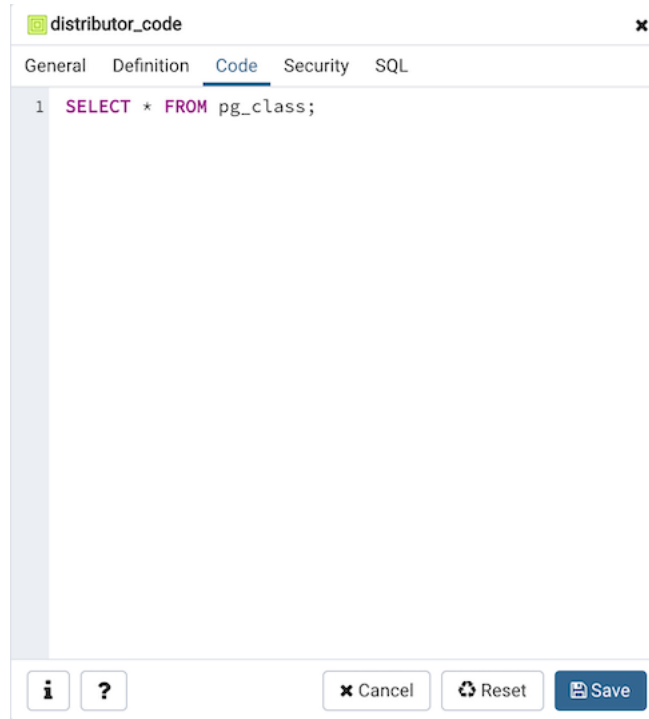 distributor_code
General Definition Code Security SQL
1 SELECT * FROM pg_class;
i ? Cancel Reset Save